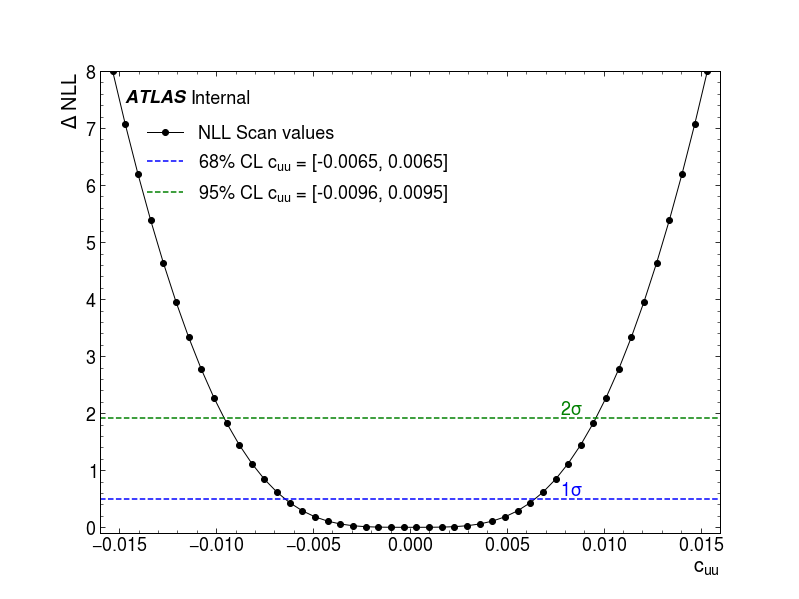 ATLAS Internal
NLL Scan values
68% CL c_uu = [-0.0065, 0.0065]
95% CL c_uu = [-0.0096, 0.0095]
Δ NLL
8
7
6
5
4
3
2
1
0
2σ
1σ
−0.015 −0.010 −0.005 0.000 0.005 0.010 0.015
c_uu